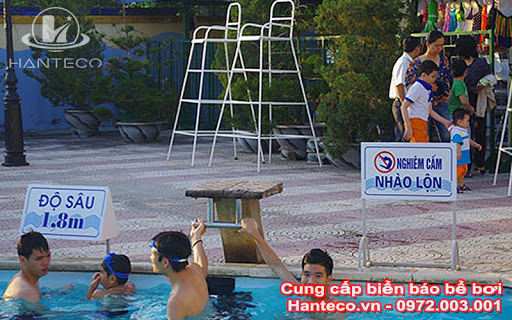 HANTECO
NGHIÊM CẤM
NHÀO LỘN
ĐỘ SÂU
1,8m
Cung cấp biển báo bể bơi
Hanteco.vn - 0972.003.001